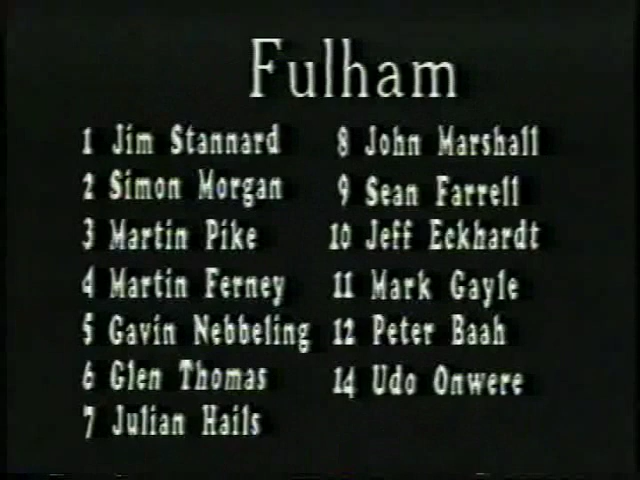 Fulham
1 Jim Stannard
2 Simon Morgan
3 Martin Pike
4 Martin Ferney
5 Gavin Nebbeling
6 Glen Thomas
7 Julian Hails
8 John Marshall
9 Sean Farrell
10 Jeff Eckhardt
11 Mark Gayle
12 Peter Baah
14 Udo Onwere